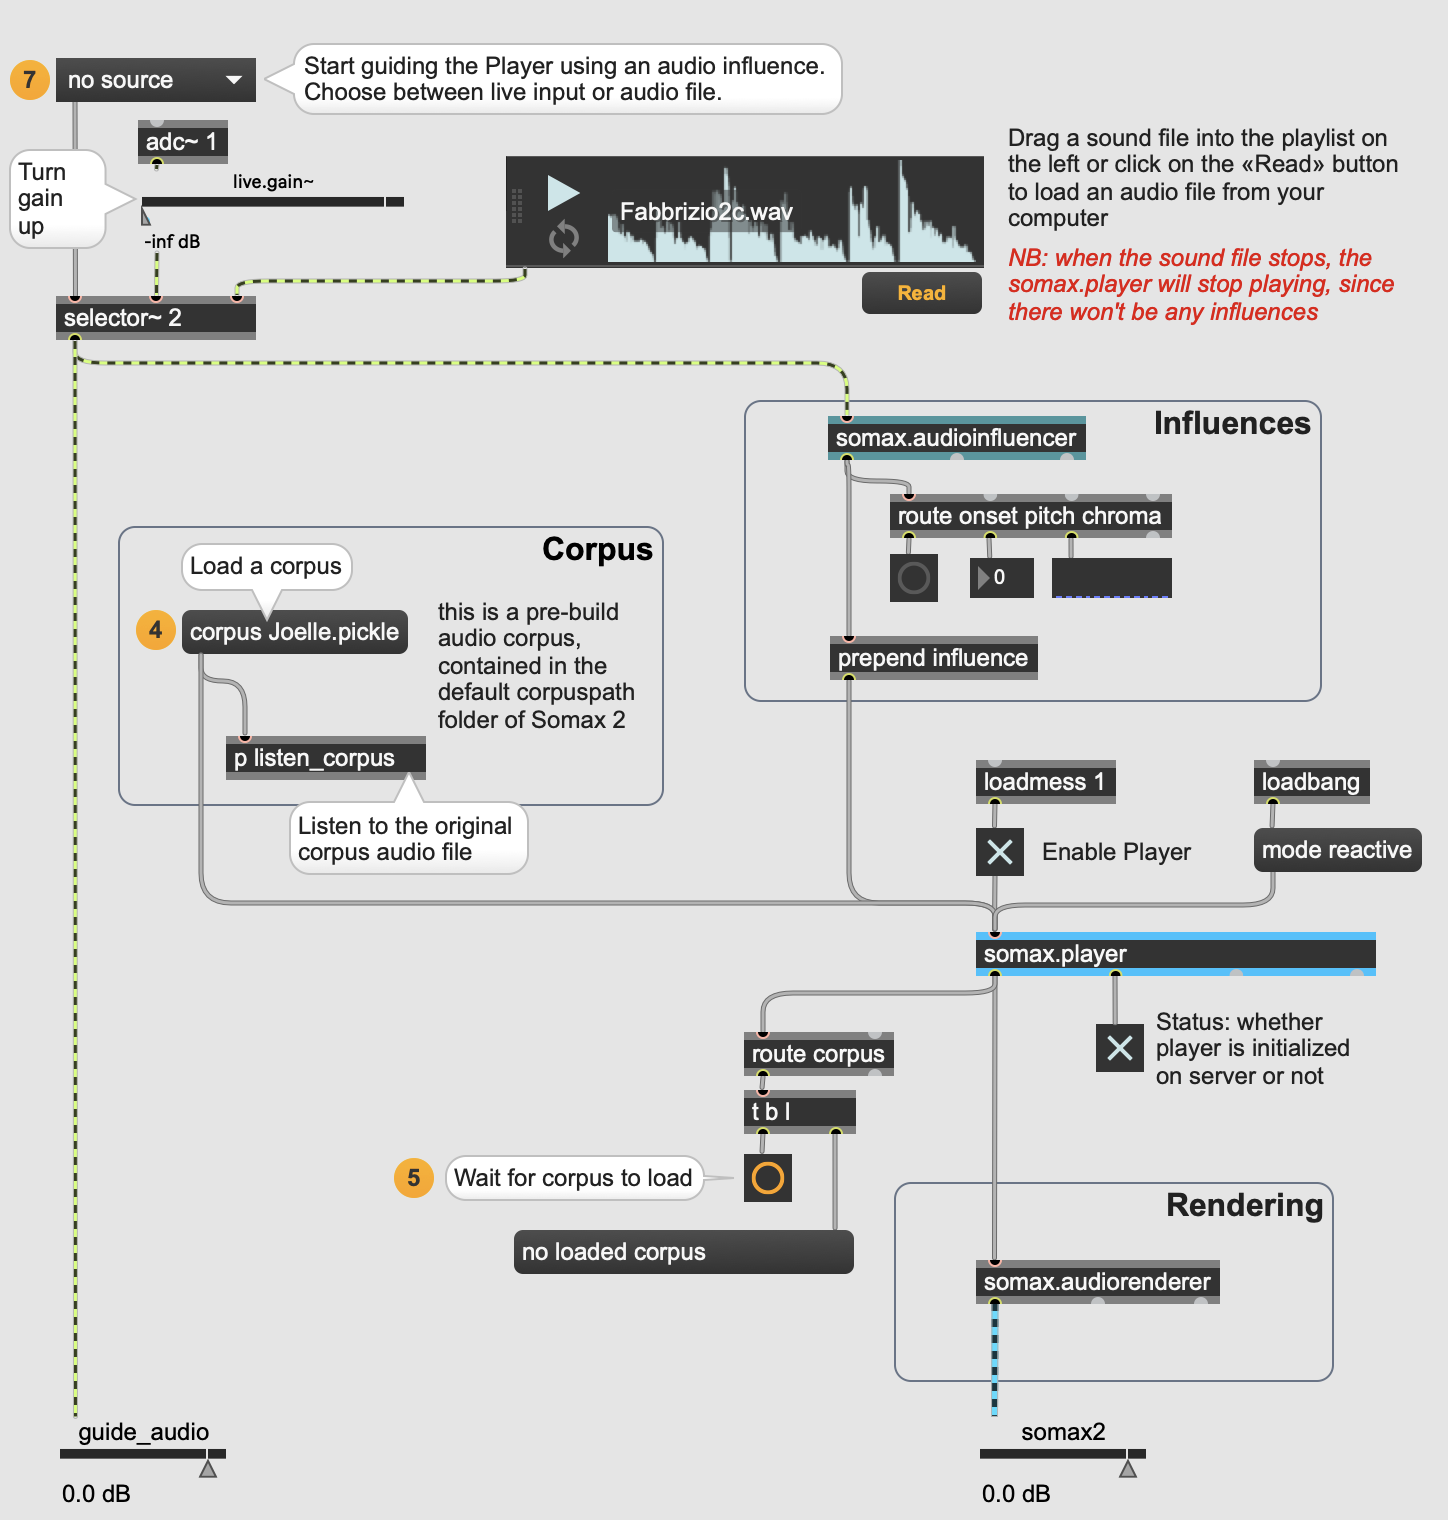 7
no source
Start guiding the Player using an audio influence.
Choose between live input or audio file.
adc~ 1
Turn
gain
up
live.gain~
-inf dB
Fabbrizio2c.wav
Read
Drag a sound file into the playlist on
the left or click on the «Read» button
to load an audio file from your
computer
NB: when the sound file stops, the
somax.player will stop playing, since
there won't be any influences
selector~ 2
Influences
somax.audioinfluencer
route onset pitch chroma
0
prepend influence
Corpus
Load a corpus
4
corpus Joelle.pickle
this is a pre-build
audio corpus,
contained in the
default corpuspath
folder of Somax 2
p listen_corpus
Listen to the original
corpus audio file
loadmess 1
loadbang
Enable Player
mode reactive
somax.player
Status: whether
player is initialized
on server or not
route corpus
t b l
5
Wait for corpus to load
no loaded corpus
Rendering
somax.audiorenderer
guide_audio
0.0 dB
somax2
0.0 dB